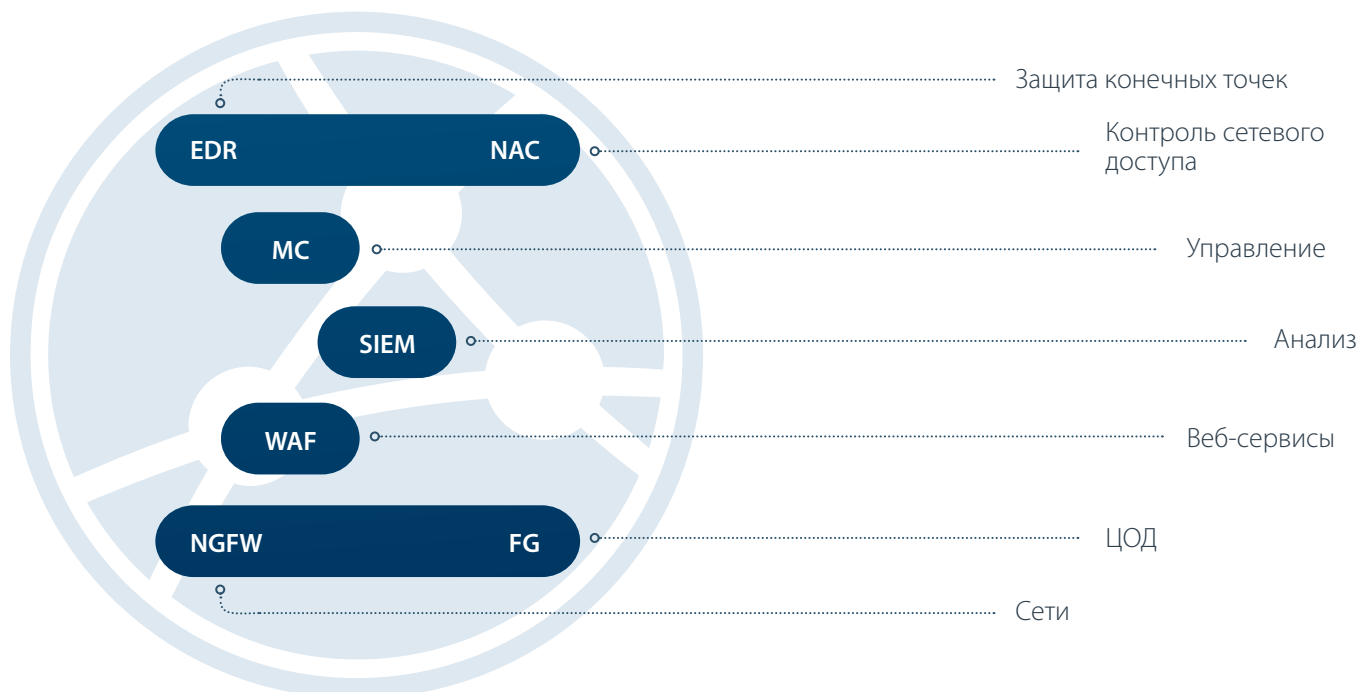 Защита конечных точек
EDR
NAC
Контроль сетевого
доступа
MC
Управление
SIEM
Анализ
WAF
Веб-сервисы
NGFW
FG
ЦОД
Сети